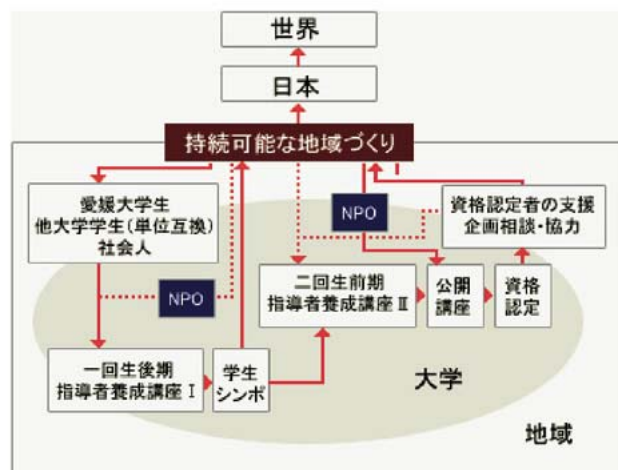 世界
日本
持続可能な地域づくり
愛媛大学生
他大学学生(単位互換)
社会人
NPO
資格認定者の支援
企画相談・協力
NPO
二回生前期
指導者養成講座Ⅱ
公開
講座
資格
認定
一回生後期
指導者養成講座Ⅰ
学生
シンポ
大学
地域